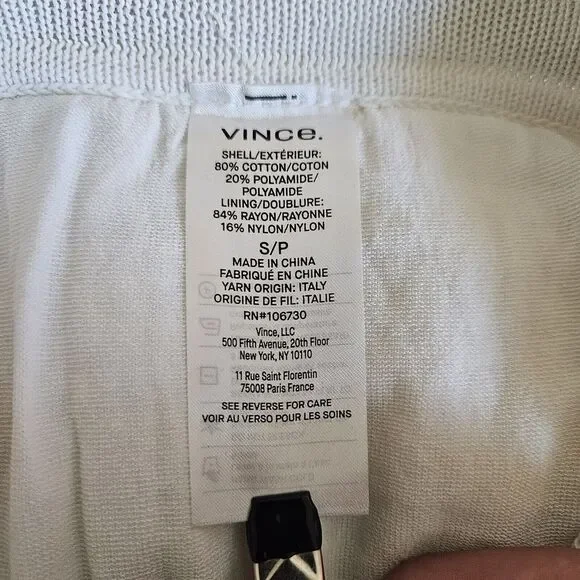 VINCE.
SHELL/EXTÉRIEUR:
80% COTTON/COTON
20% POLYAMIDE/
POLYAMIDE
LINING/DOUBLURE:
84% RAYON/RAYONNE
16% NYLON/NYLON
S/P
MADE IN CHINA
FABRIQUÉ EN CHINE
YARN ORIGIN: ITALY
ORIGINE DE FIL: ITALIE
RN#106730
Vince, LLC
500 Fifth Avenue, 20th Floor
New York, NY 10110
11 Rue Saint Florentin
75008 Paris France
SEE REVERSE FOR CARE
VOIR AU VERSO POUR LES SOINS